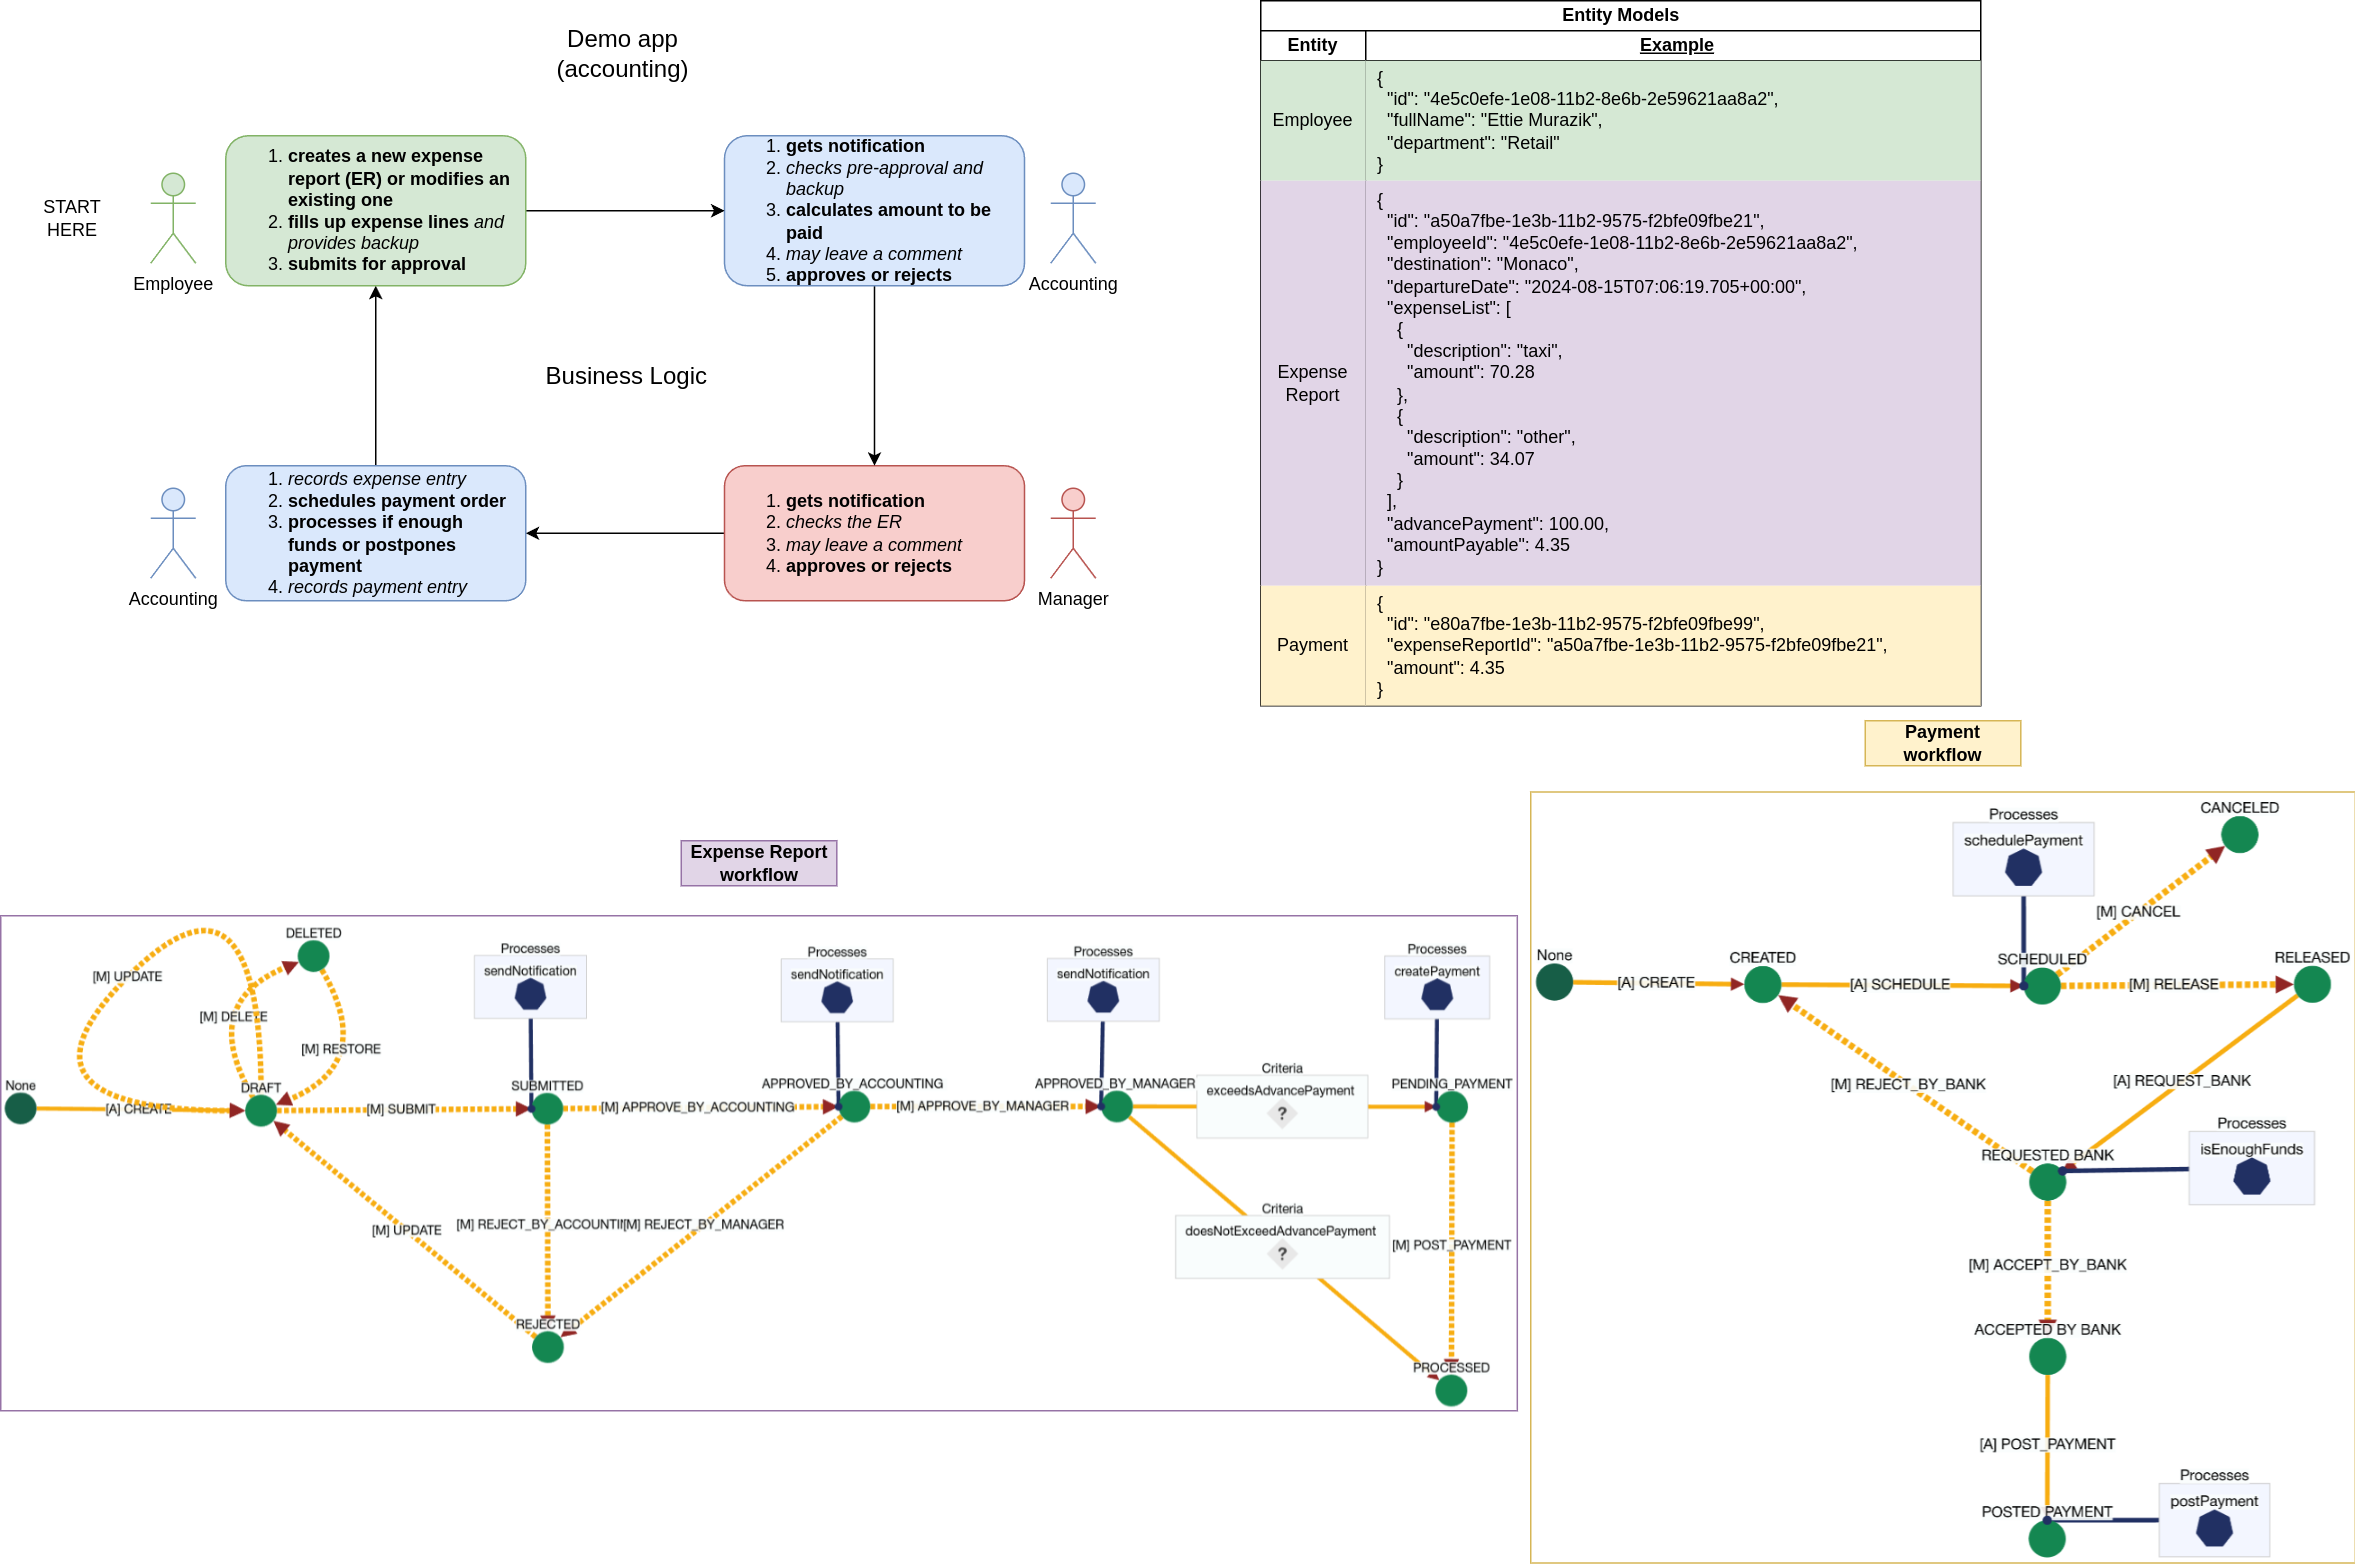 Demo app
(accounting)
START
HERE
Employee
1. creates a new expense
report (ER) or modifies an
existing one
2. fills up expense lines and
provides backup
3. submits for approval
1. gets notification
2. checks pre-approval and
backup
3. calculates amount to be
paid
4. may leave a comment
5. approves or rejects
Accounting
Business Logic
Accounting
1. records expense entry
2. schedules payment order
3. processes if enough
funds or postpones
payment
4. records payment entry
1. gets notification
2. checks the ER
3. may leave a comment
4. approves or rejects
Manager
Entity Models
Entity
Example
Employee
{
"id": "4e5c0efe-1e08-11b2-8e6b-2e59621aa8a2",
"fullName": "Ettie Murazik",
"department": "Retail"
}
Expense
Report
{
"id": "a50a7fbe-1e3b-11b2-9575-f2bfe09fbe21",
"employeeId": "4e5c0efe-1e08-11b2-8e6b-2e59621aa8a2",
"destination": "Monaco",
"departureDate": "2024-08-15T07:06:19.705+00:00",
"expenseList": [
{
"description": "taxi",
"amount": 70.28
},
{
"description": "other",
"amount": 34.07
}
],
"advancePayment": 100.00,
"amountPayable": 4.35
}
Payment
{
"id": "e80a7fbe-1e3b-11b2-9575-f2bfe09fbe99",
"expenseReportId": "a50a7fbe-1e3b-11b2-9575-f2bfe09fbe21",
"amount": 4.35
}
Expense Report
workflow
DELETED
[M] UPDATE
[M] DELETE
[M] RESTORE
None
[A] CREATE
DRAFT
[M] SUBMIT
Processes
sendNotification
SUBMITTED
[M] APPROVE_BY_ACCOUNTING
Processes
sendNotification
APPROVED_BY_ACCOUNTING
[M] APPROVE_BY_MANAGER
Processes
sendNotification
APPROVED_BY_MANAGER
Criteria
exceedsAdvancePayment
?
Processes
createPayment
PENDING_PAYMENT
[M] UPDATE
[M] REJECT_BY_ACCOUNTIN
[M] REJECT_BY_MANAGER
Criteria
doesNotExceedAdvancePayment
?
[M] POST_PAYMENT
REJECTED
PROCESSED
Payment
workflow
Processes
schedulePayment
CANCELED
[M] CANCEL
None
[A] CREATE
CREATED
[A] SCHEDULE
SCHEDULED
[M] RELEASE
RELEASED
[M] REJECT_BY_BANK
[A] REQUEST_BANK
REQUESTED BANK
Processes
isEnoughFunds
[M] ACCEPT_BY_BANK
ACCEPTED BY BANK
[A] POST_PAYMENT
POSTED PAYMENT
Processes
postPayment